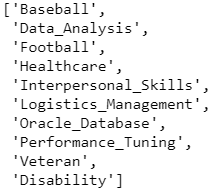 ['Baseball',
'Data_Analysis',
'Football',
'Healthcare',
'Interpersonal_Skills',
'Logistics_Management',
'Oracle_Database',
'Performance_Tuning',
'Veteran',
'Disability']